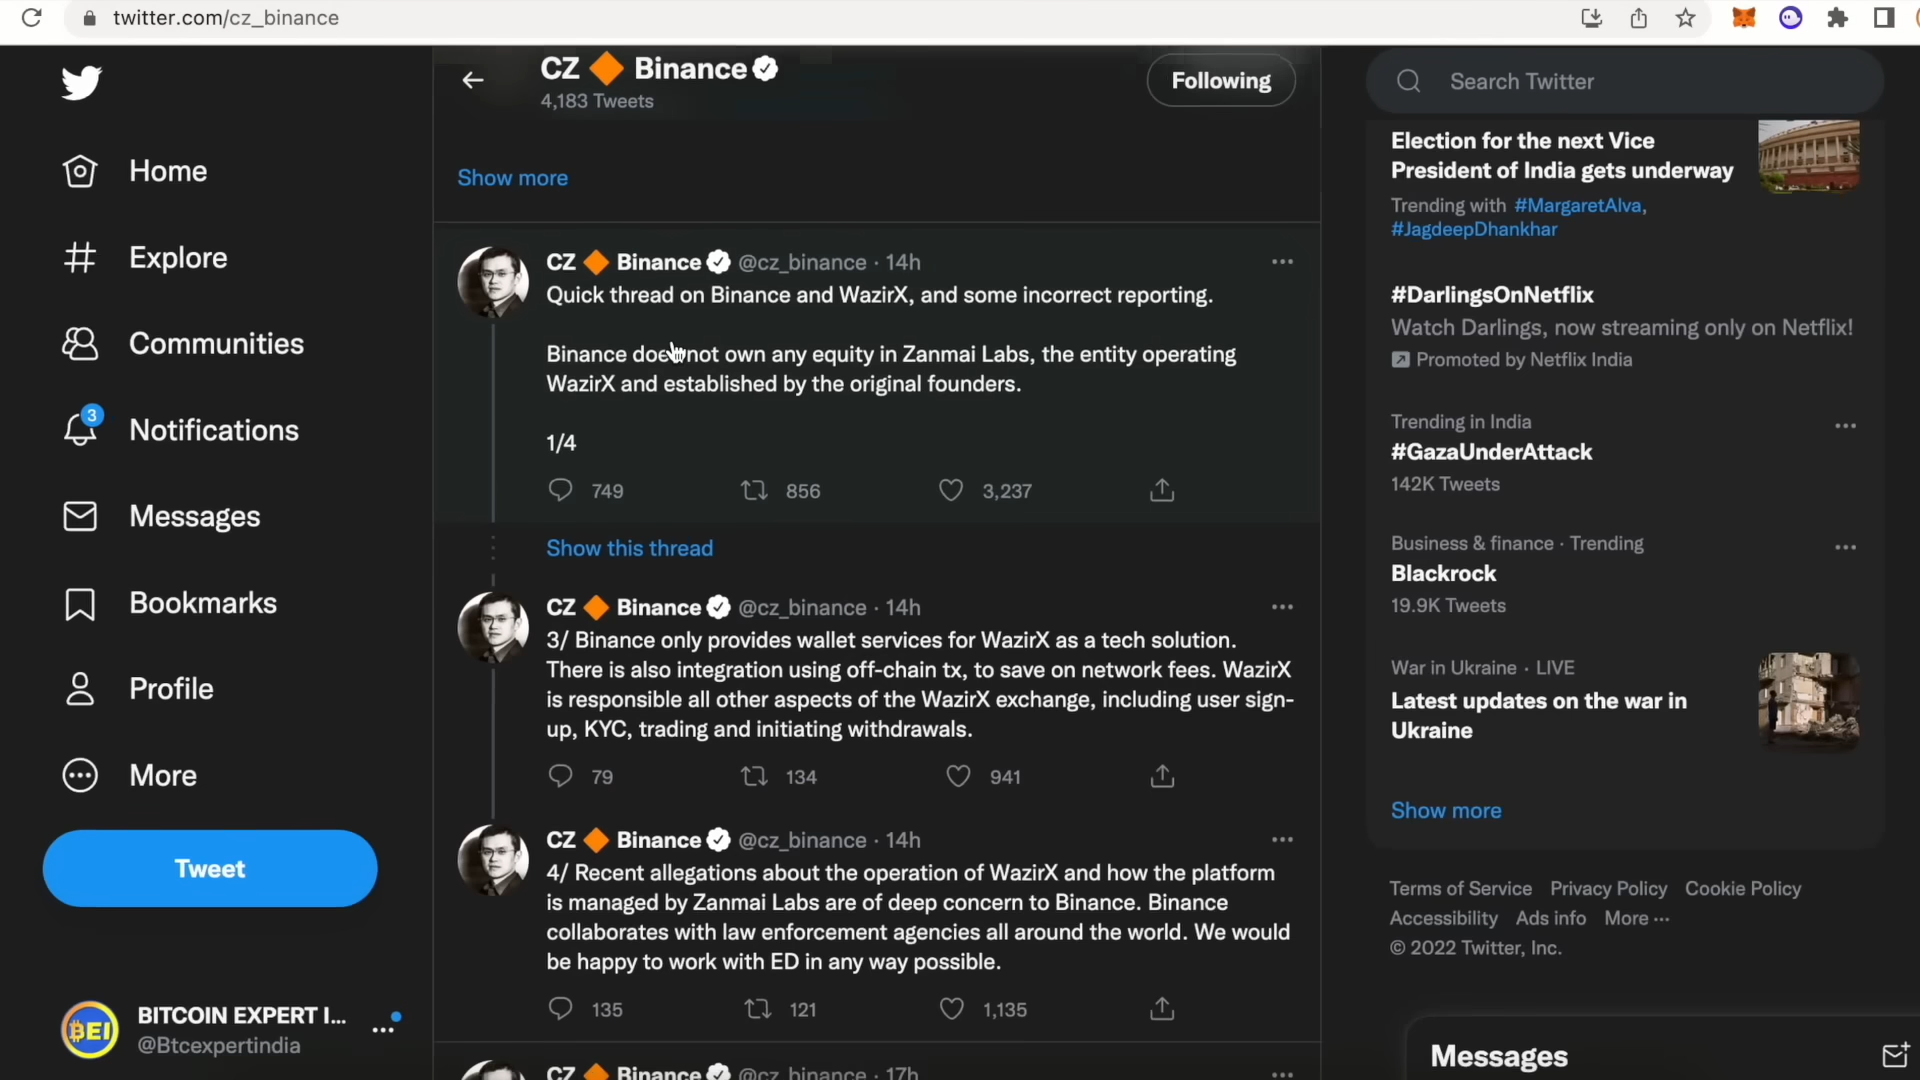 twitter.com/cz_binance
CZ 🔶 Binance
4,183 Tweets
Following
Search Twitter
Home
Explore
Communities
3
Notifications
Messages
Bookmarks
Profile
More
Tweet
BITCOIN EXPERT I...
@Btcexpertindia
BEI
Show more
CZ 🔶 Binance @cz_binance · 14h
Quick thread on Binance and WazirX, and some incorrect reporting.
Binance does not own any equity in Zanmai Labs, the entity operating
WazirX and established by the original founders.
1/4
749 856 3,237
Show this thread
CZ 🔶 Binance @cz_binance · 14h
3/ Binance only provides wallet services for WazirX as a tech solution.
There is also integration using off-chain tx, to save on network fees. WazirX
is responsible all other aspects of the WazirX exchange, including user sign-
up, KYC, trading and initiating withdrawals.
79 134 941
CZ 🔶 Binance @cz_binance · 14h
4/ Recent allegations about the operation of WazirX and how the platform
is managed by Zanmai Labs are of deep concern to Binance. Binance
collaborates with law enforcement agencies all around the world. We would
be happy to work with ED in any way possible.
135 121 1,135
CZ 🔶 Binance @cz_binance · 17h
Election for the next Vice
President of India gets underway
Trending with #MargaretAlva,
#JagdeepDhankhar
#DarlingsOnNetflix
Watch Darlings, now streaming only on Netflix!
Promoted by Netflix India
Trending in India
#GazaUnderAttack
142K Tweets
Business & finance · Trending
Blackrock
19.9K Tweets
War in Ukraine · LIVE
Latest updates on the war in
Ukraine
Show more
Terms of Service Privacy Policy Cookie Policy
Accessibility Ads info More ···
© 2022 Twitter, Inc.
Messages